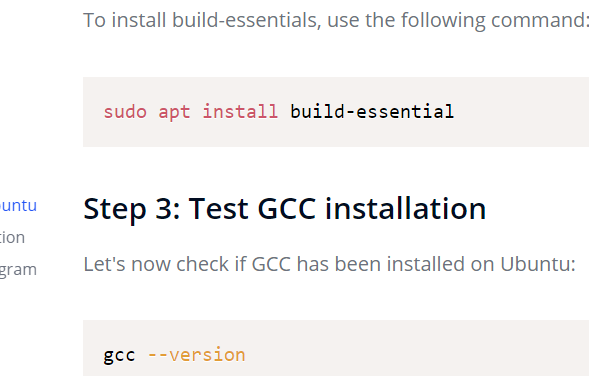 To install build-essentials, use the following command:
sudo apt install build-essential
untu
Step 3: Test GCC installation
tion
Let's now check if GCC has been installed on Ubuntu:
gram
gcc --version